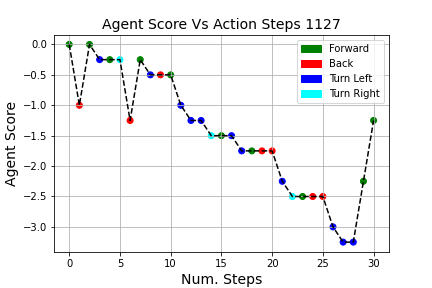 Agent Score Vs Action Steps 1127
Forward
Back
Turn Left
Turn Right
Agent Score
0.0
−0.5
−1.0
−1.5
−2.0
−2.5
−3.0
0 5 10 15 20 25 30
Num. Steps